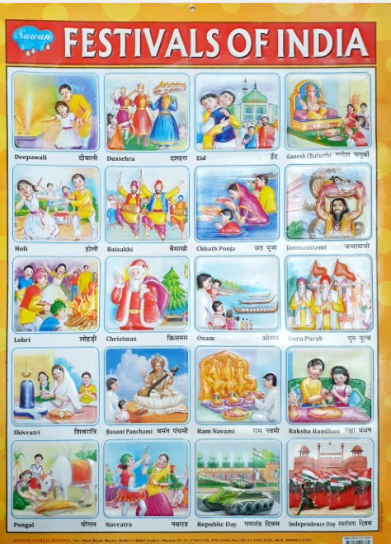 Sawan
FESTIVALS OF INDIA
Deepawali दीवाली
Dussehra दशहरा
Eid ईद
Ganesh Chaturthi गणेश चतुर्थी
Holi होली
Baisakhi बैसाखी
Chhath Pooja छठ पूजा
Janmashtami जन्माष्टमी
Lohri लोहड़ी
Christmas क्रिसमस
Onam ओणम
Guru Purab गुरु पूरब
Shivratri शिवरात्रि
Basant Panchami बसंत पंचमी
Ram Navami राम नवमी
Raksha Bandhan रक्षा बंधन
Pongal पोंगल
Navratra नवरात्र
Republic Day गणतंत्र दिवस
Independence Day स्वतंत्रता दिवस